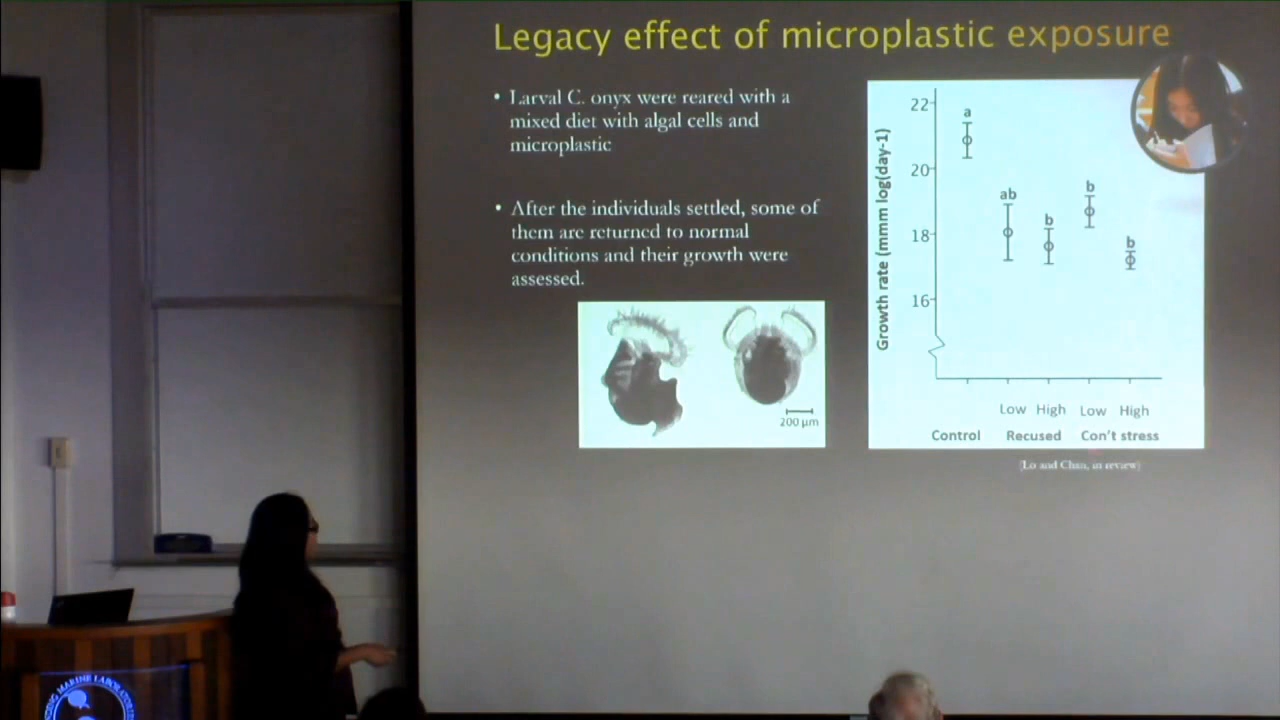 Legacy effect of microplastic exposure
• Larval C. onyx were reared with a
mixed diet with algal cells and
microplastic
• After the individuals settled, some of
them are returned to normal
conditions and their growth were
assessed.
200 µm
Growth rate (mmm log(day-1)
22
20
18
16
a
ab
b
b
b
Low High Low High
Control Recused Con't stress
(Lo and Chan, in review)
MARINE LABOR